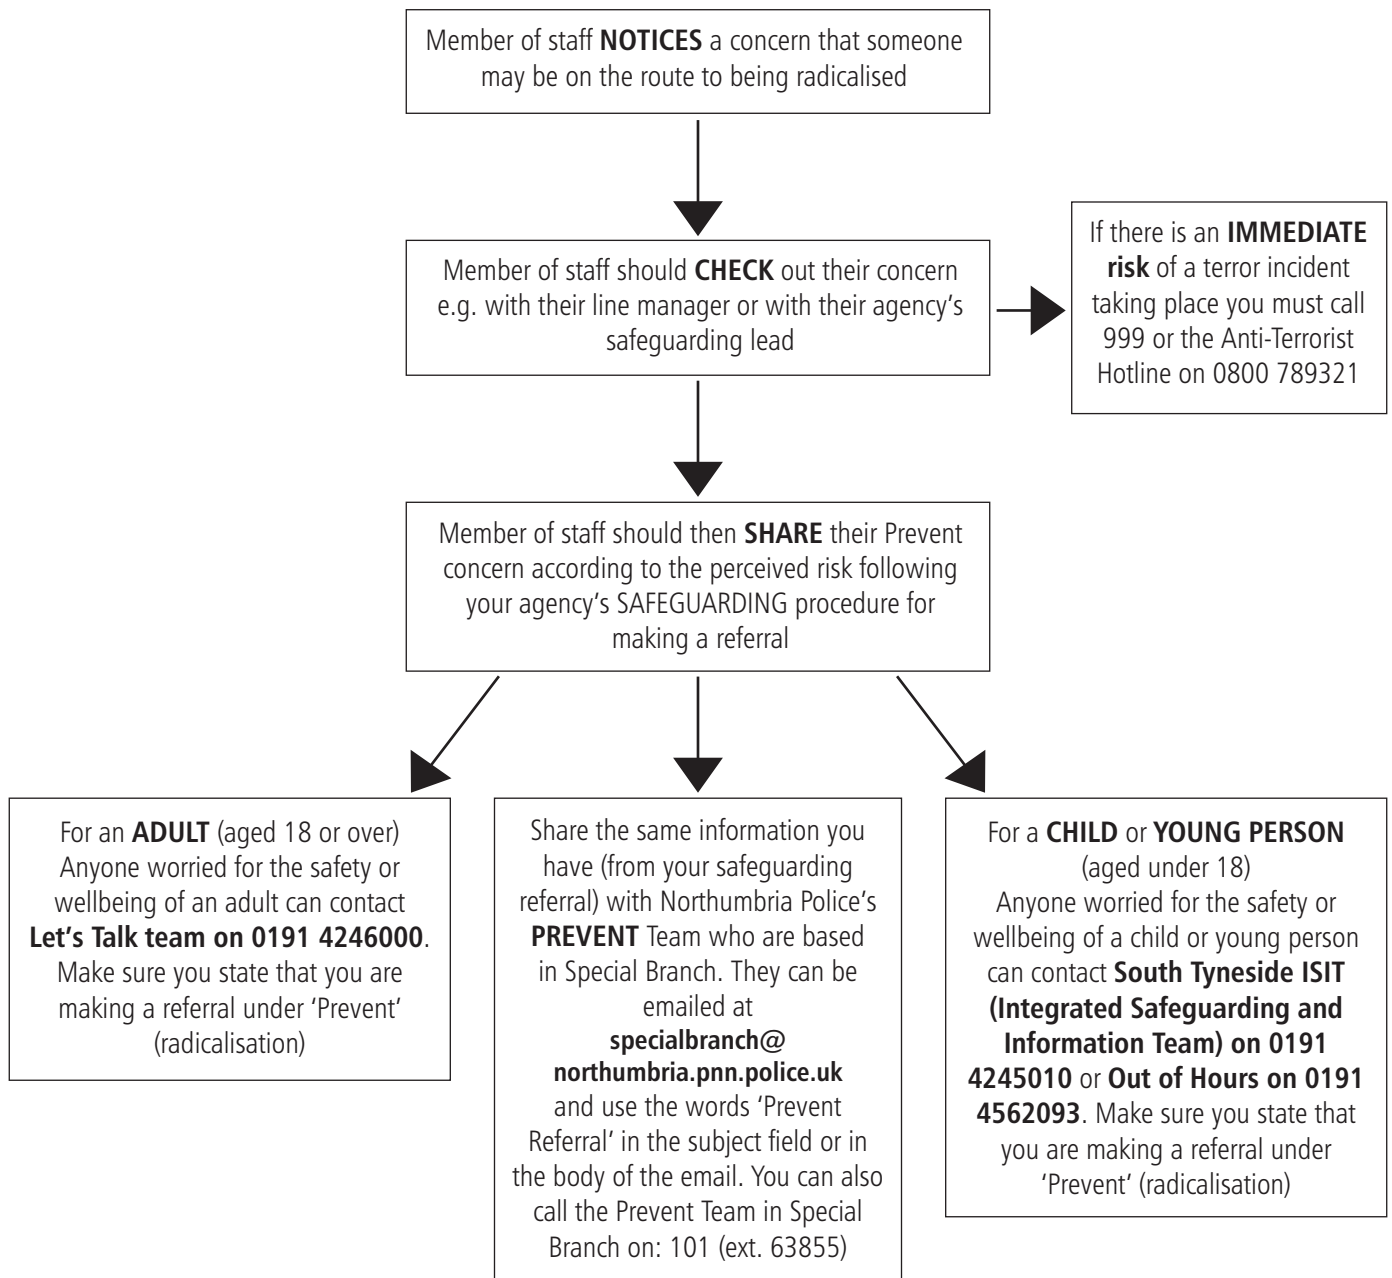 Member of staff NOTICES a concern that someone
may be on the route to being radicalised
Member of staff should CHECK out their concern
e.g. with their line manager or with their agency's
safeguarding lead
If there is an IMMEDIATE
risk of a terror incident
taking place you must call
999 or the Anti-Terrorist
Hotline on 0800 789321
Member of staff should then SHARE their Prevent
concern according to the perceived risk following
your agency's SAFEGUARDING procedure for
making a referral
For an ADULT (aged 18 or over)
Anyone worried for the safety or
wellbeing of an adult can contact
Let's Talk team on 0191 4246000.
Make sure you state that you are
making a referral under 'Prevent'
(radicalisation)
Share the same information you
have (from your safeguarding
referral) with Northumbria Police's
PREVENT Team who are based
in Special Branch. They can be
emailed at
specialbranch@
northumbria.pnn.police.uk
and use the words 'Prevent
Referral' in the subject field or in
the body of the email. You can also
call the Prevent Team in Special
Branch on: 101 (ext. 63855)
For a CHILD or YOUNG PERSON
(aged under 18)
Anyone worried for the safety or
wellbeing of a child or young person
can contact South Tyneside ISIT
(Integrated Safeguarding and
Information Team) on 0191
4245010 or Out of Hours on 0191
4562093. Make sure you state that
you are making a referral under
'Prevent' (radicalisation)